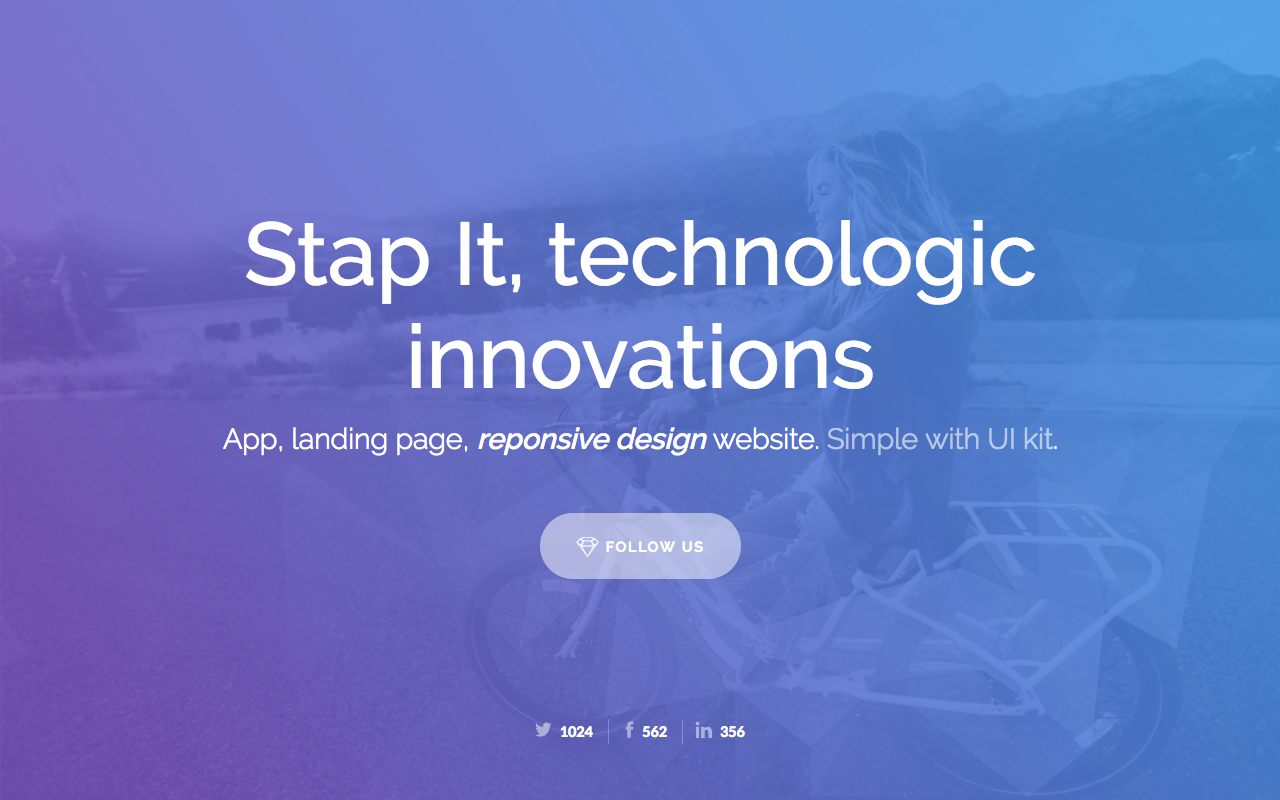 Stap It, technologic
innovations
App, landing page, reponsive design website. Simple with UI kit.
FOLLOW US
1024
562
in 356